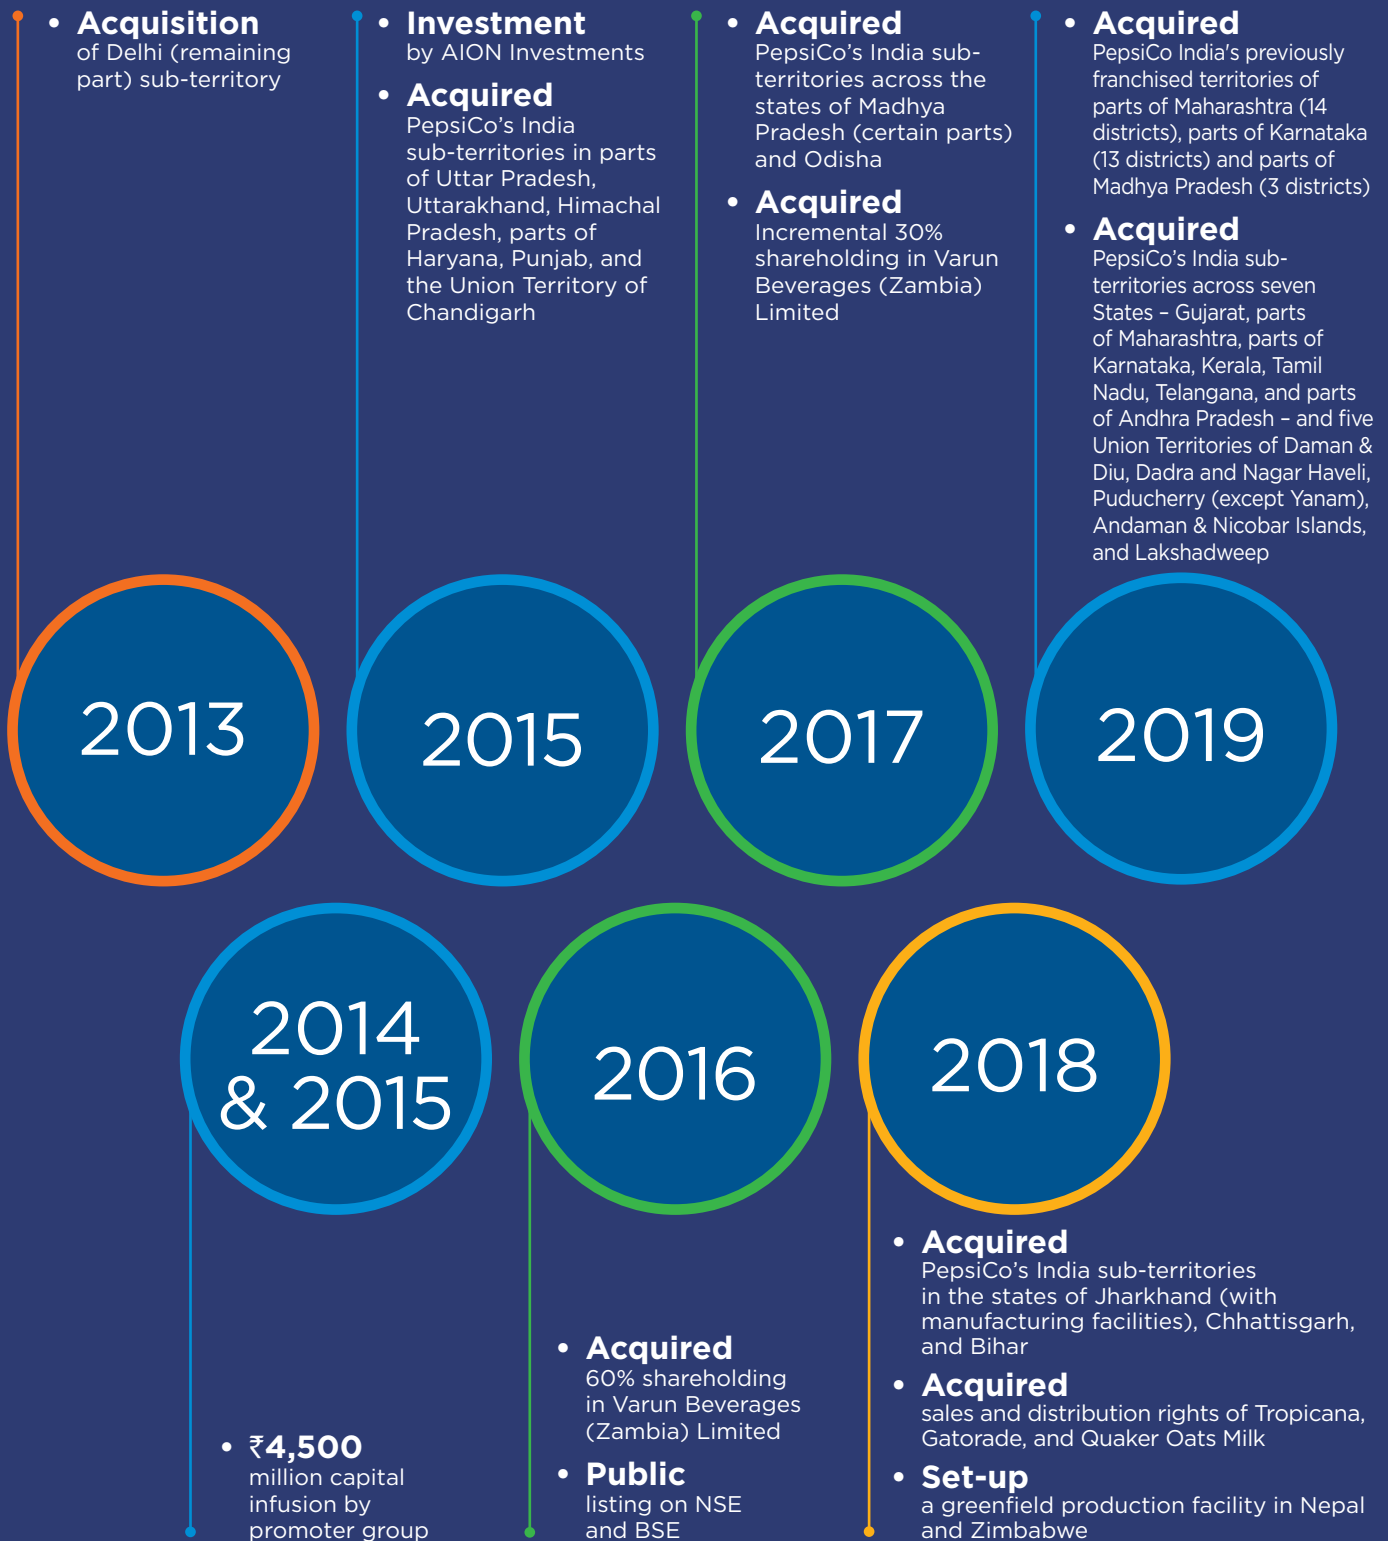 • Acquisition
of Delhi (remaining
part) sub-territory
• Investment
by AION Investments
• Acquired
PepsiCo’s India
sub-territories in parts
of Uttar Pradesh,
Uttarakhand, Himachal
Pradesh, parts of
Haryana, Punjab, and
the Union Territory of
Chandigarh
• Acquired
PepsiCo’s India sub-
territories across the
states of Madhya
Pradesh (certain parts)
and Odisha
• Acquired
Incremental 30%
shareholding in Varun
Beverages (Zambia)
Limited
• Acquired
PepsiCo India's previously
franchised territories of
parts of Maharashtra (14
districts), parts of Karnataka
(13 districts) and parts of
Madhya Pradesh (3 districts)
• Acquired
PepsiCo’s India sub-
territories across seven
States – Gujarat, parts
of Maharashtra, parts of
Karnataka, Kerala, Tamil
Nadu, Telangana, and parts
of Andhra Pradesh – and five
Union Territories of Daman &
Diu, Dadra and Nagar Haveli,
Puducherry (except Yanam),
Andaman & Nicobar Islands,
and Lakshadweep
2013
2015
2017
2019
2014
& 2015
2016
2018
• ₹4,500
million capital
infusion by
promoter group
• Acquired
60% shareholding
in Varun Beverages
(Zambia) Limited
• Public
listing on NSE
and BSE
• Acquired
PepsiCo’s India sub-territories
in the states of Jharkhand (with
manufacturing facilities), Chhattisgarh,
and Bihar
• Acquired
sales and distribution rights of Tropicana,
Gatorade, and Quaker Oats Milk
• Set-up
a greenfield production facility in Nepal
and Zimbabwe